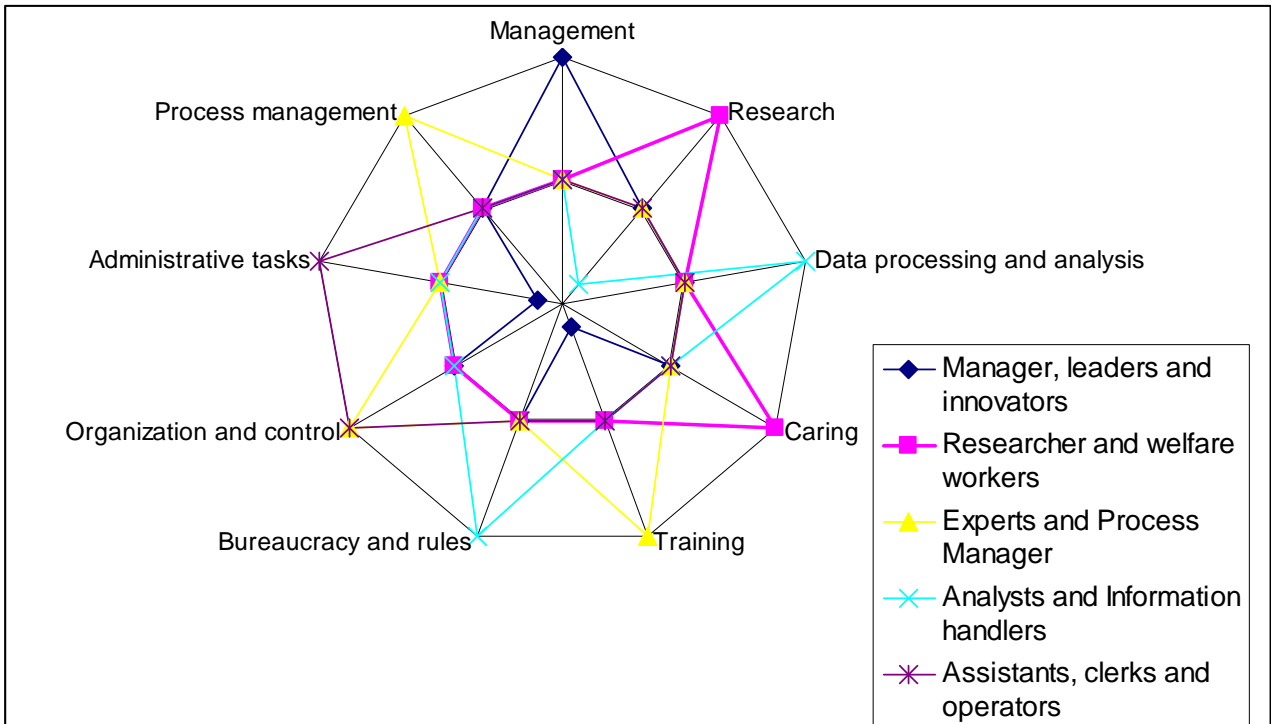 Management
Process management
Research
Administrative tasks
Data processing and analysis
Organization and control
Caring
Bureaucracy and rules
Training
Manager, leaders and
innovators
Researcher and welfare
workers
Experts and Process
Manager
Analysts and Information
handlers
Assistants, clerks and
operators